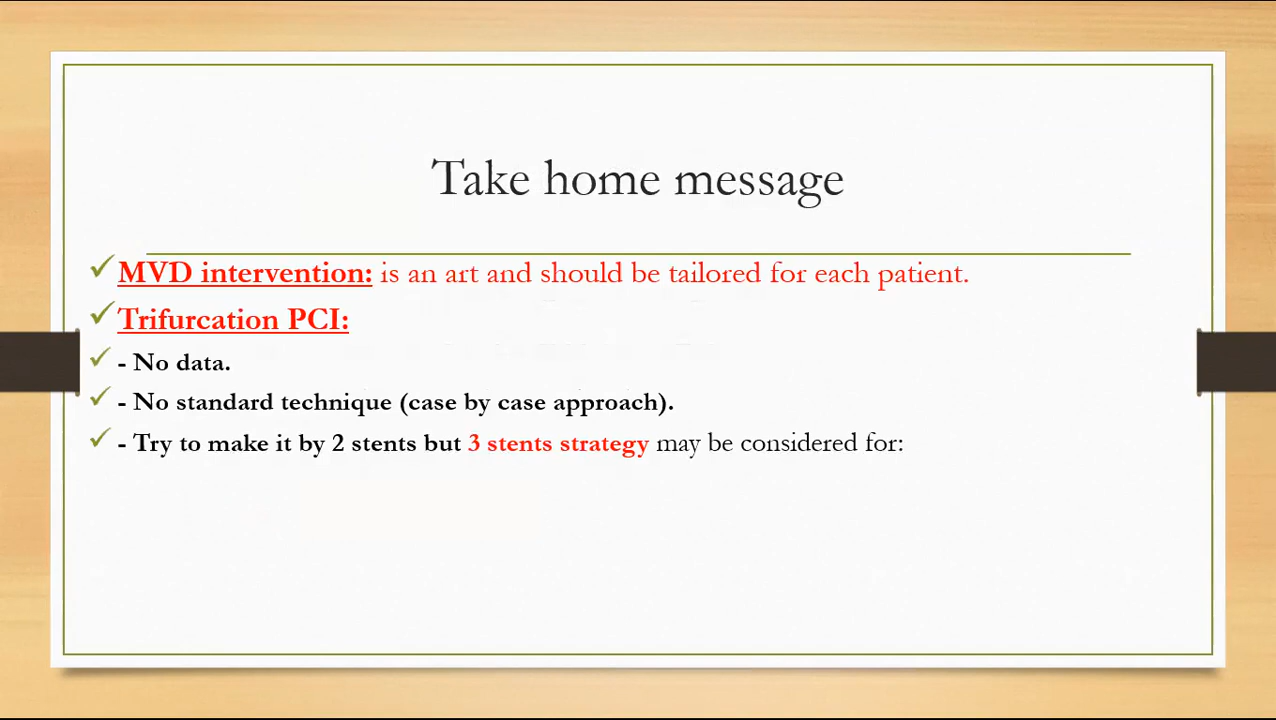 Take home message
MVD intervention: is an art and should be tailored for each patient.
Trifurcation PCI:
- No data.
- No standard technique (case by case approach).
- Try to make it by 2 stents but 3 stents strategy may be considered for: